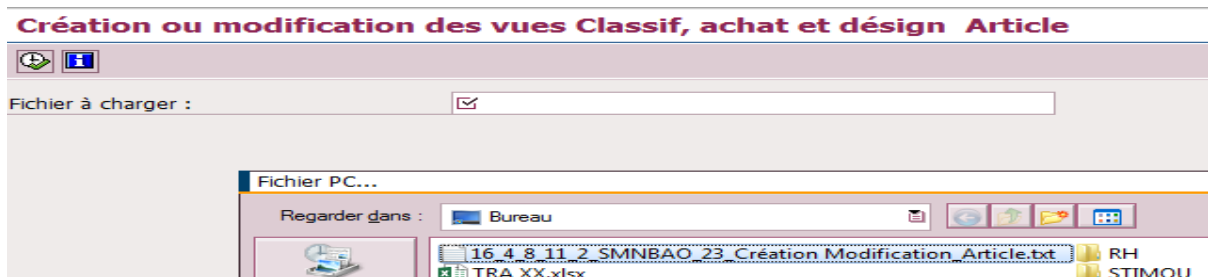 Création ou modification des vues Classif, achat et désign Article
Fichier à charger :
Fichier PC...
Regarder dans :
Bureau
16_4_8_11_2_SMNBAO_23_Création Modification_Article.txt
RH
TRA XX.xlsx
STIMOU